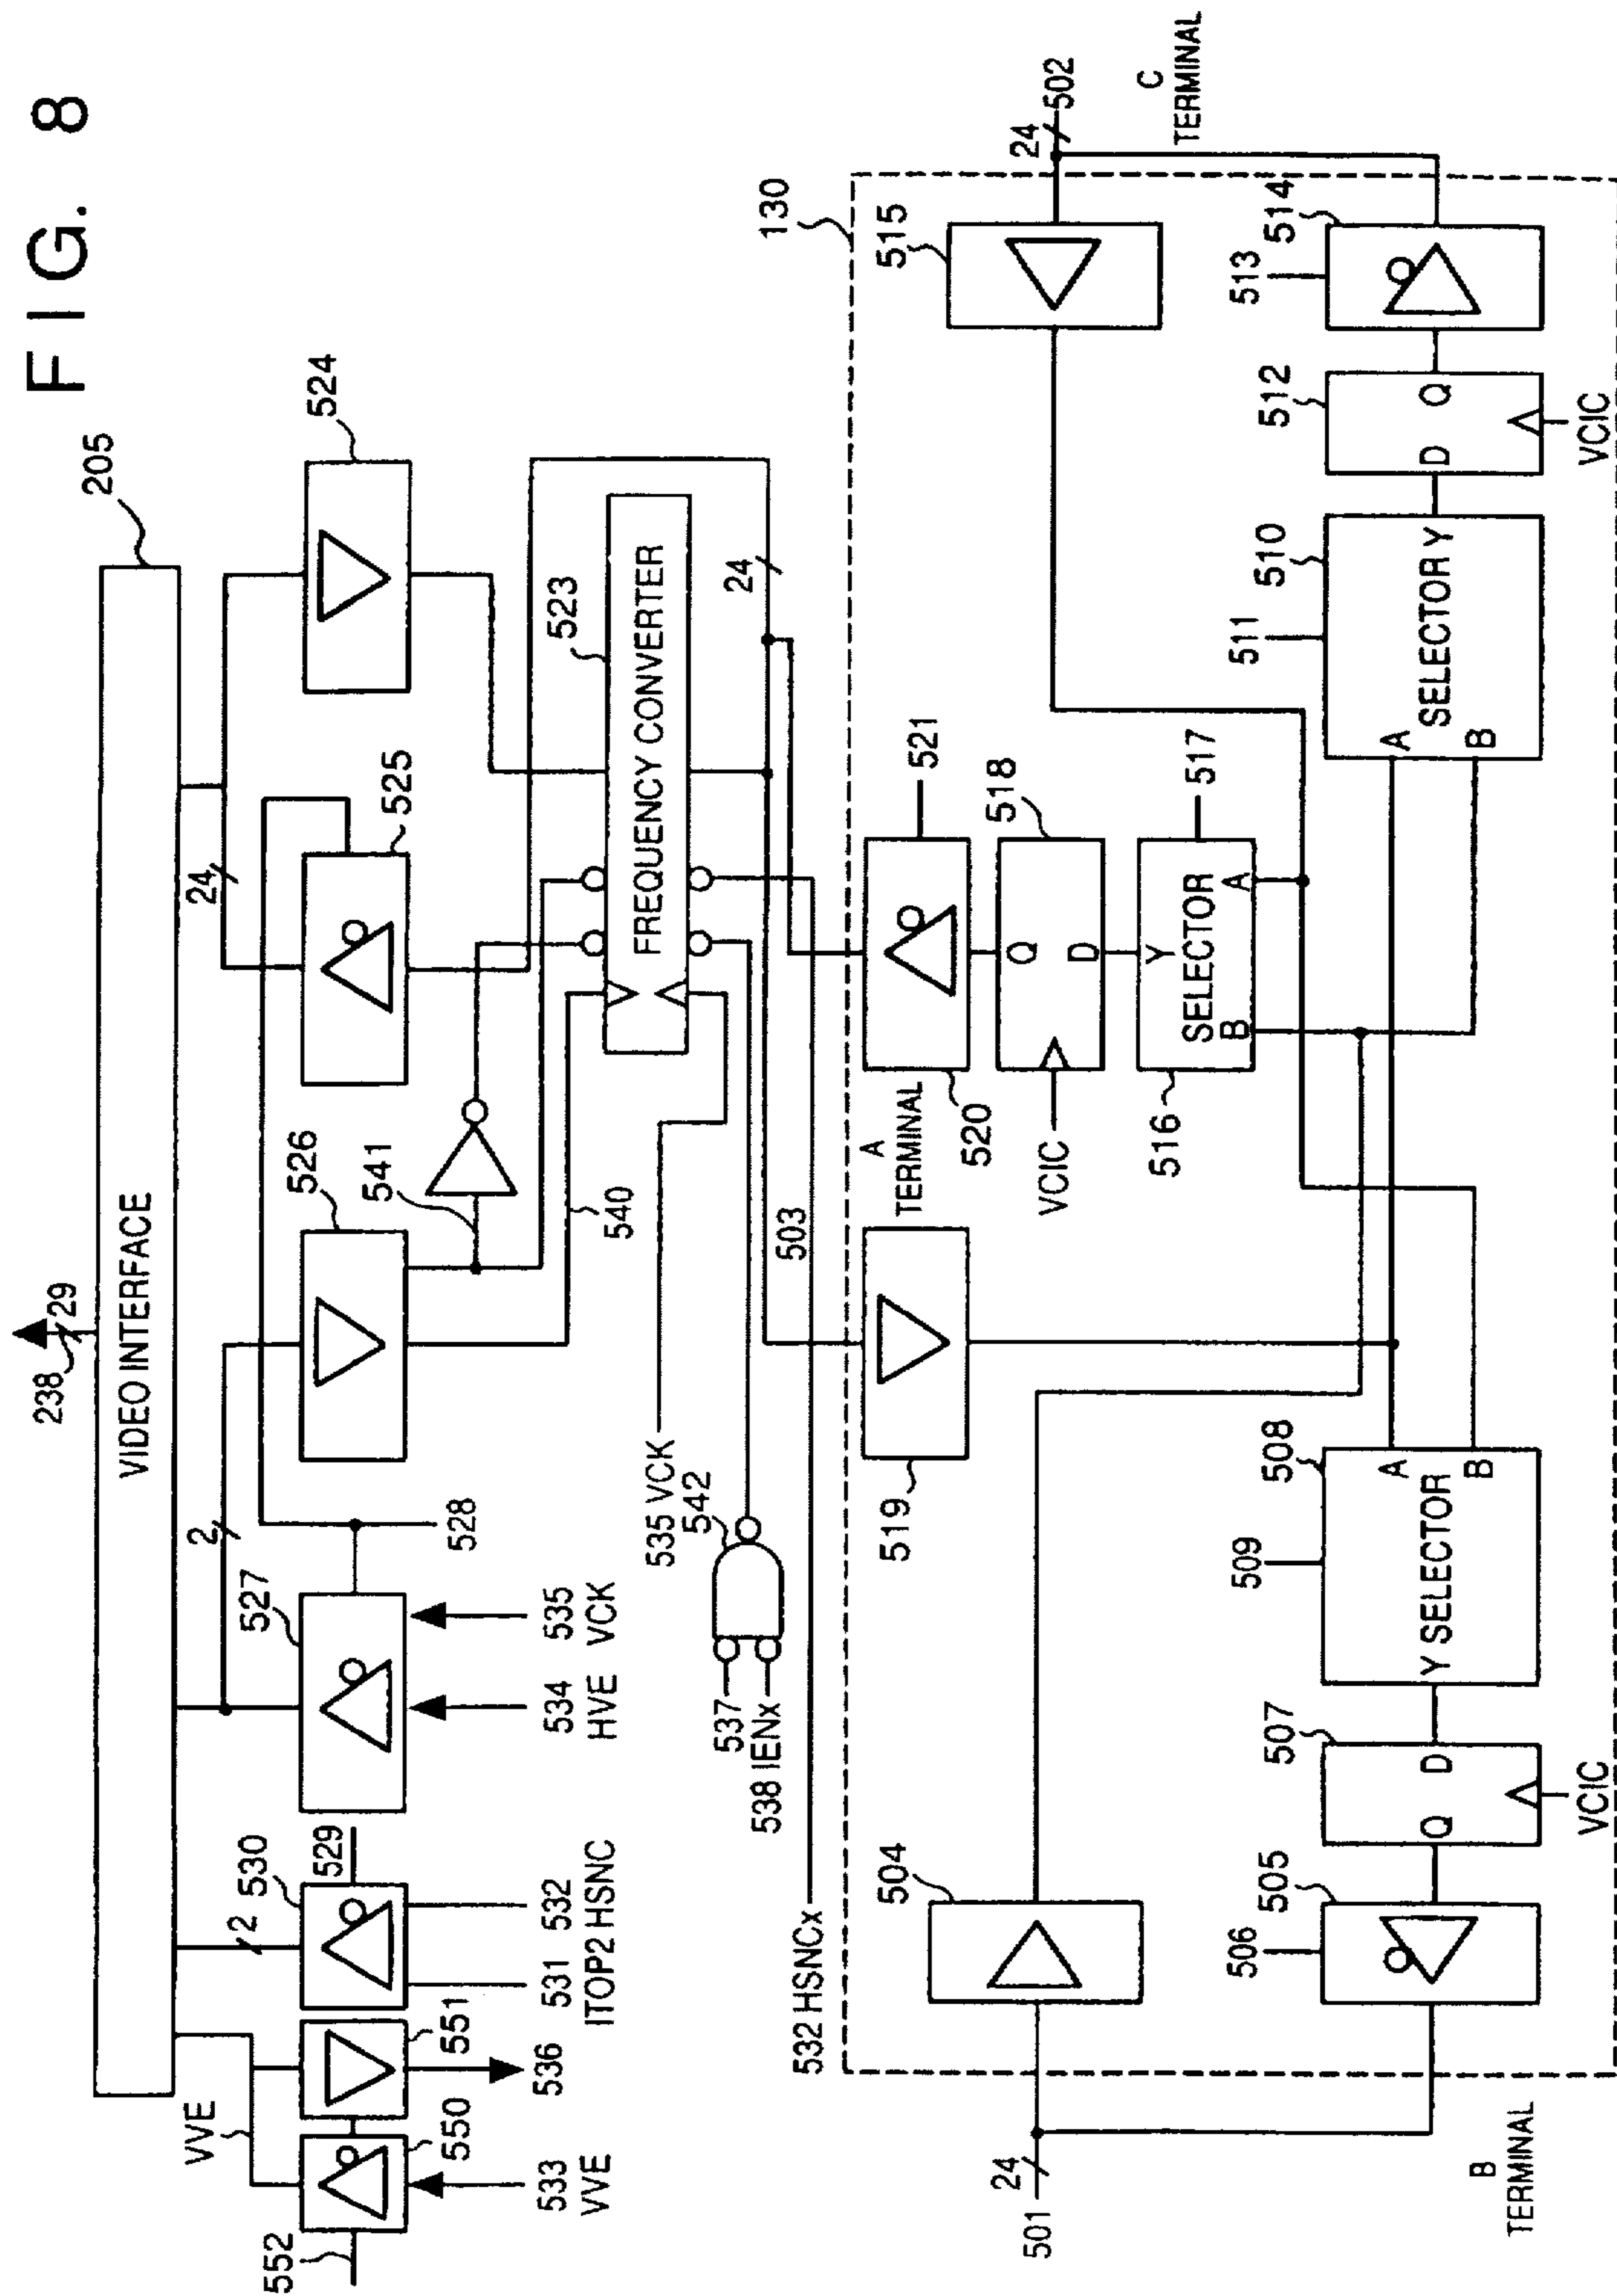 FIG. 8
205
238
29
VIDEO INTERFACE
VVE
552
550
551
533
VVE
536
2
530
529
531
532
ITOP2 HSNC
2
527
528
534
535
HVE VCK
526
541
540
24
525
524
523
FREQUENCY CONVERTER
24
535 VCK
542
537
538 IENx
532 HSNCx
503
130
A
TERMINAL
519
520
521
518
Q
D
VCIC
516
517
Y
SELECTOR
B
A
515
24
502
C
TERMINAL
514
513
512
D
Q
VCIC
510
511
SELECTOR Y
A
B
504
24
501
B
TERMINAL
505
506
507
Q
D
VCIC
508
509
Y SELECTOR
A
B